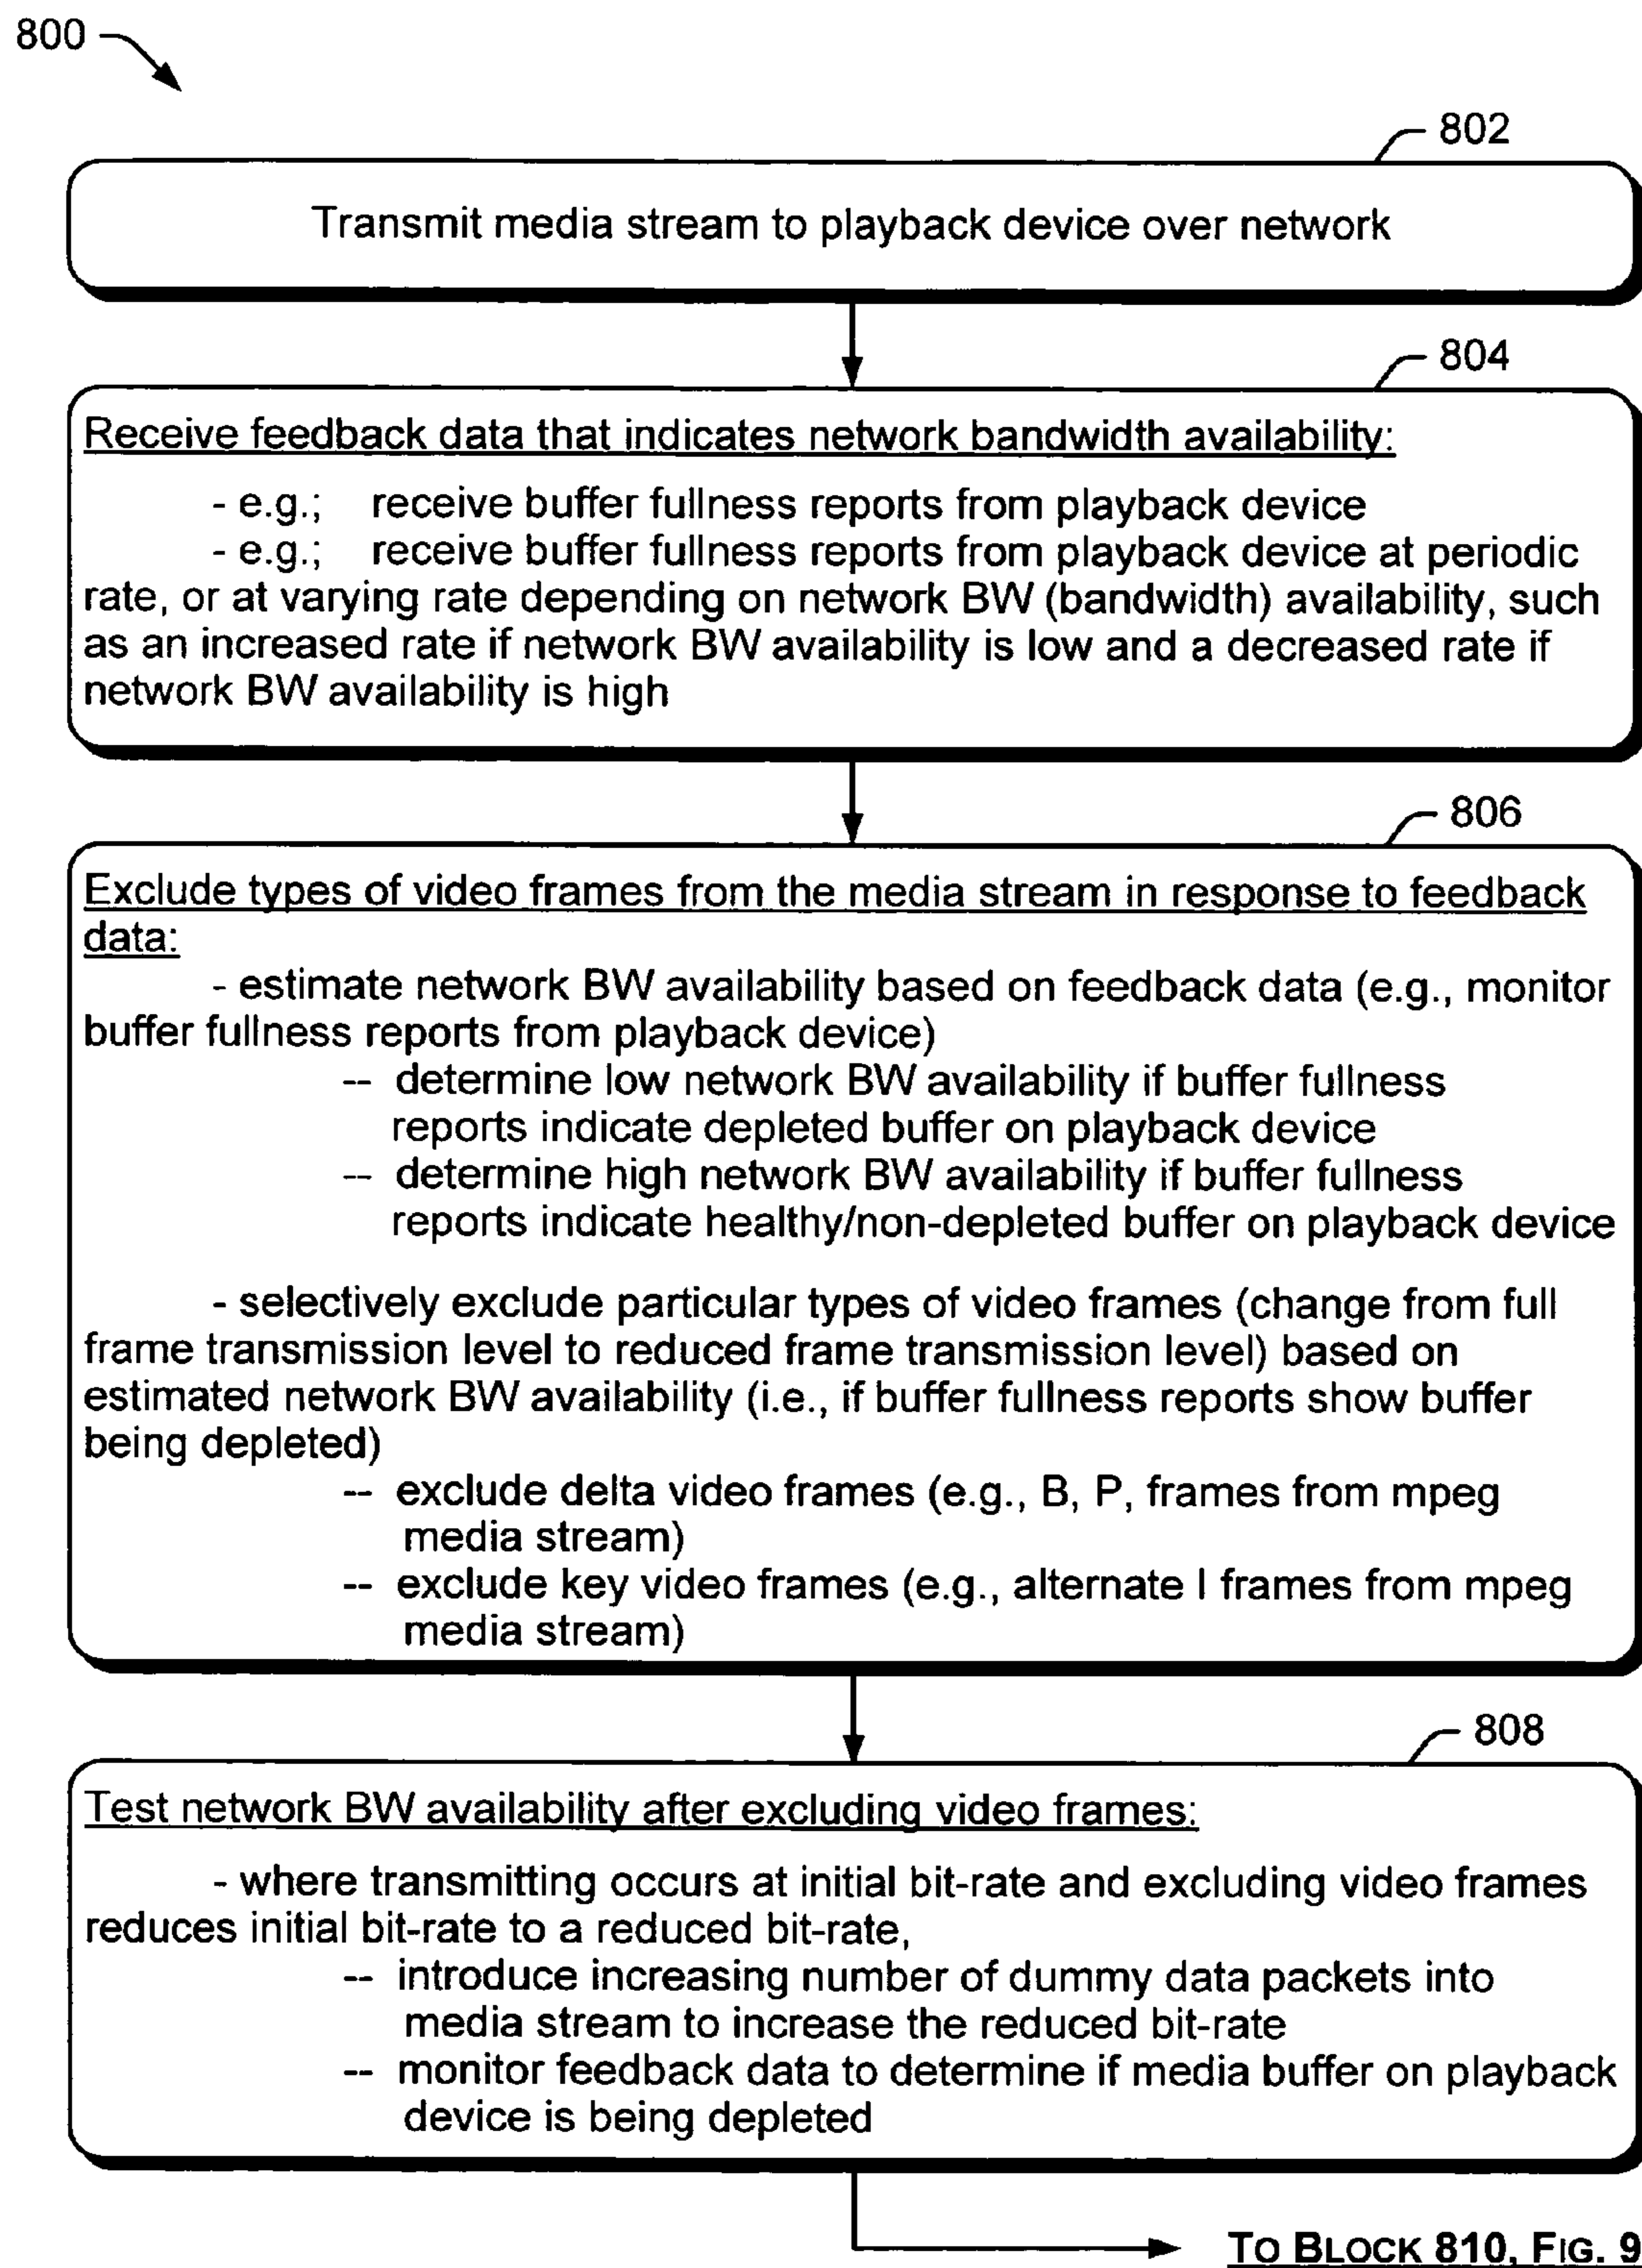 800
802
Transmit media stream to playback device over network
804
Receive feedback data that indicates network bandwidth availability:
- e.g.; receive buffer fullness reports from playback device
- e.g.; receive buffer fullness reports from playback device at periodic
rate, or at varying rate depending on network BW (bandwidth) availability, such
as an increased rate if network BW availability is low and a decreased rate if
network BW availability is high
806
Exclude types of video frames from the media stream in response to feedback
data:
- estimate network BW availability based on feedback data (e.g., monitor
buffer fullness reports from playback device)
-- determine low network BW availability if buffer fullness
reports indicate depleted buffer on playback device
-- determine high network BW availability if buffer fullness
reports indicate healthy/non-depleted buffer on playback device
- selectively exclude particular types of video frames (change from full
frame transmission level to reduced frame transmission level) based on
estimated network BW availability (i.e., if buffer fullness reports show buffer
being depleted)
-- exclude delta video frames (e.g., B, P, frames from mpeg
media stream)
-- exclude key video frames (e.g., alternate I frames from mpeg
media stream)
808
Test network BW availability after excluding video frames:
- where transmitting occurs at initial bit-rate and excluding video frames
reduces initial bit-rate to a reduced bit-rate,
-- introduce increasing number of dummy data packets into
media stream to increase the reduced bit-rate
-- monitor feedback data to determine if media buffer on playback
device is being depleted
TO BLOCK 810, FIG. 9